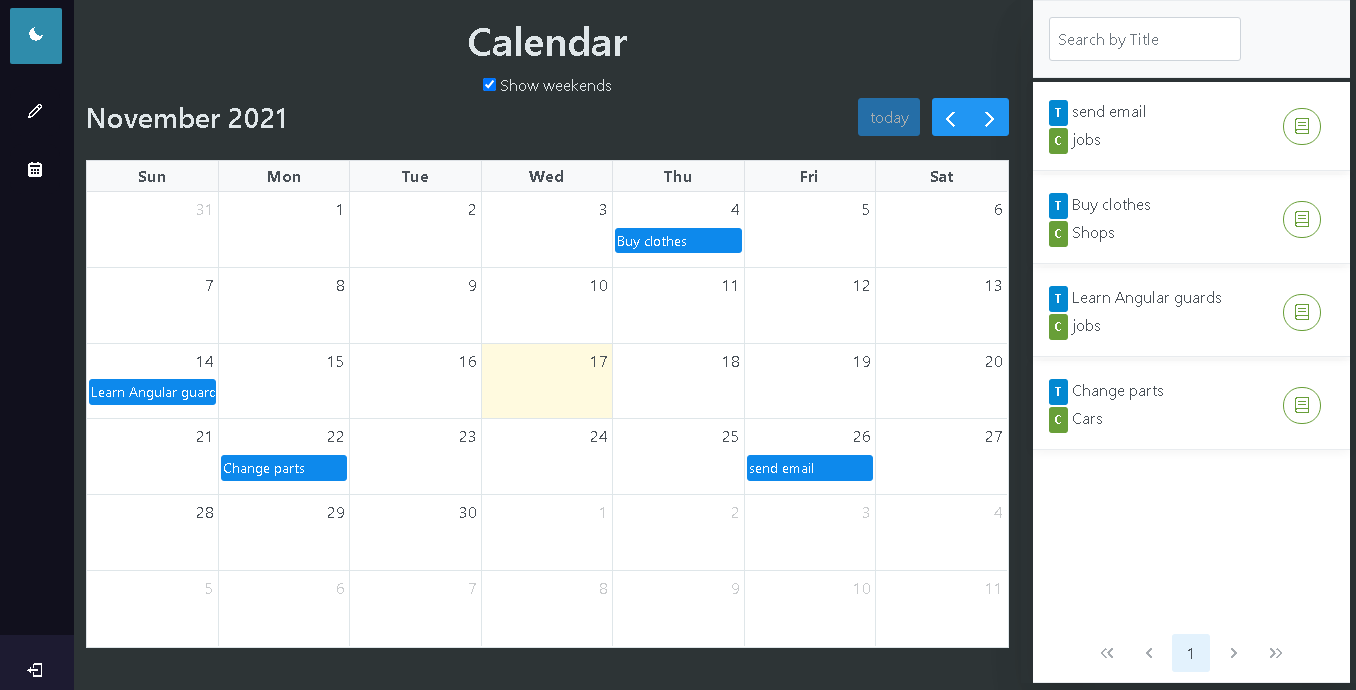 Calendar
Show weekends
November 2021
today
Sun Mon Tue Wed Thu Fri Sat
31 1 2 3 4 5 6
Buy clothes
7 8 9 10 11 12 13
14 15 16 17 18 19 20
Learn Angular guard
21 22 23 24 25 26 27
Change parts send email
28 29 30 1 2 3 4
5 6 7 8 9 10 11
Search by Title
T send email
C jobs
T Buy clothes
C Shops
T Learn Angular guards
C jobs
T Change parts
C Cars
1